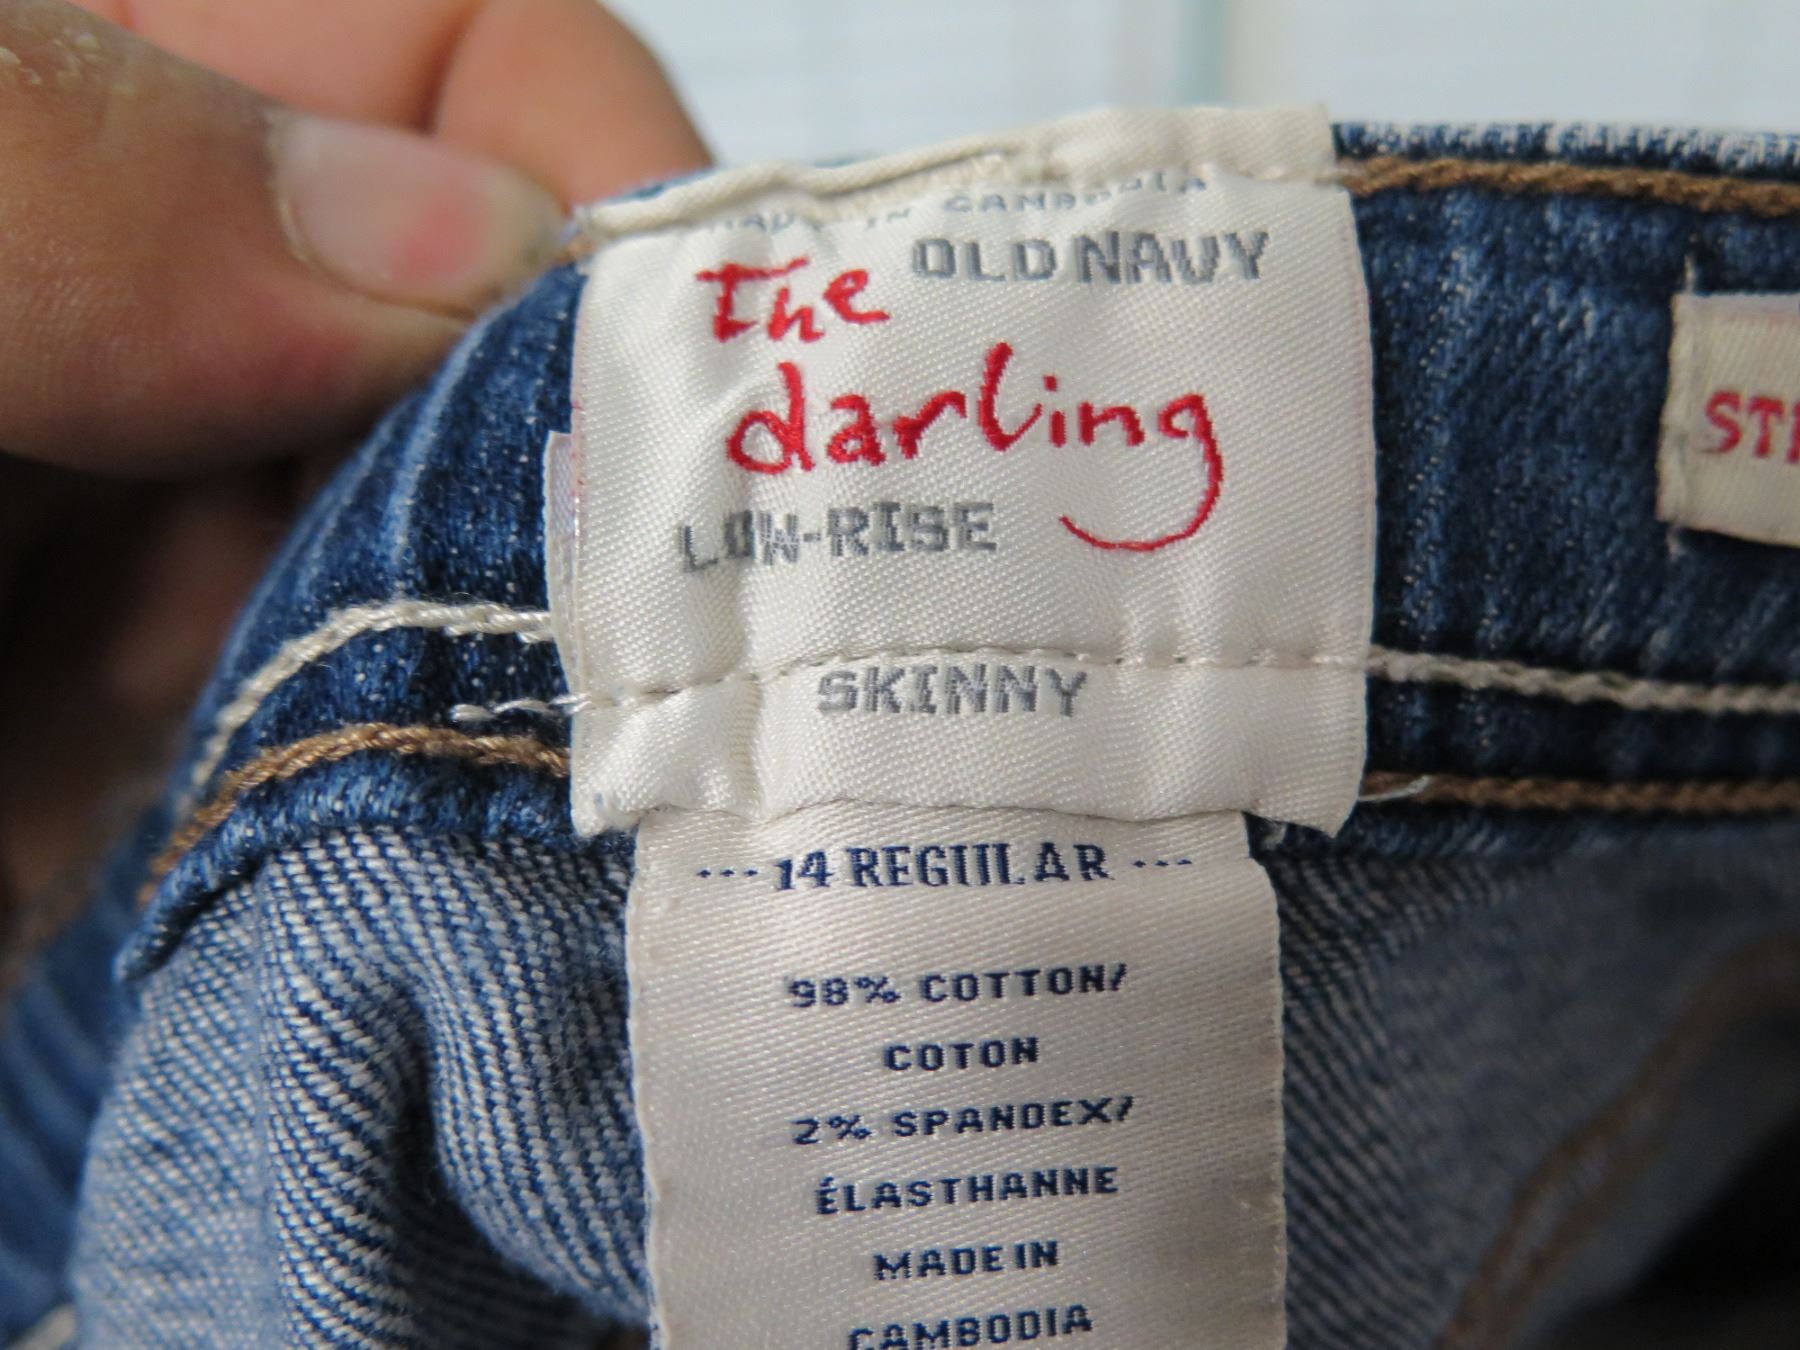 MADE IN CAMBODIA
The OLD NAVY
darling
LOW-RISE
SKINNY
--- 14 REGULAR ---
98% COTTON/
COTON
2% SPANDEX/
ÉLASTHANNE
MADE IN
CAMBODIA